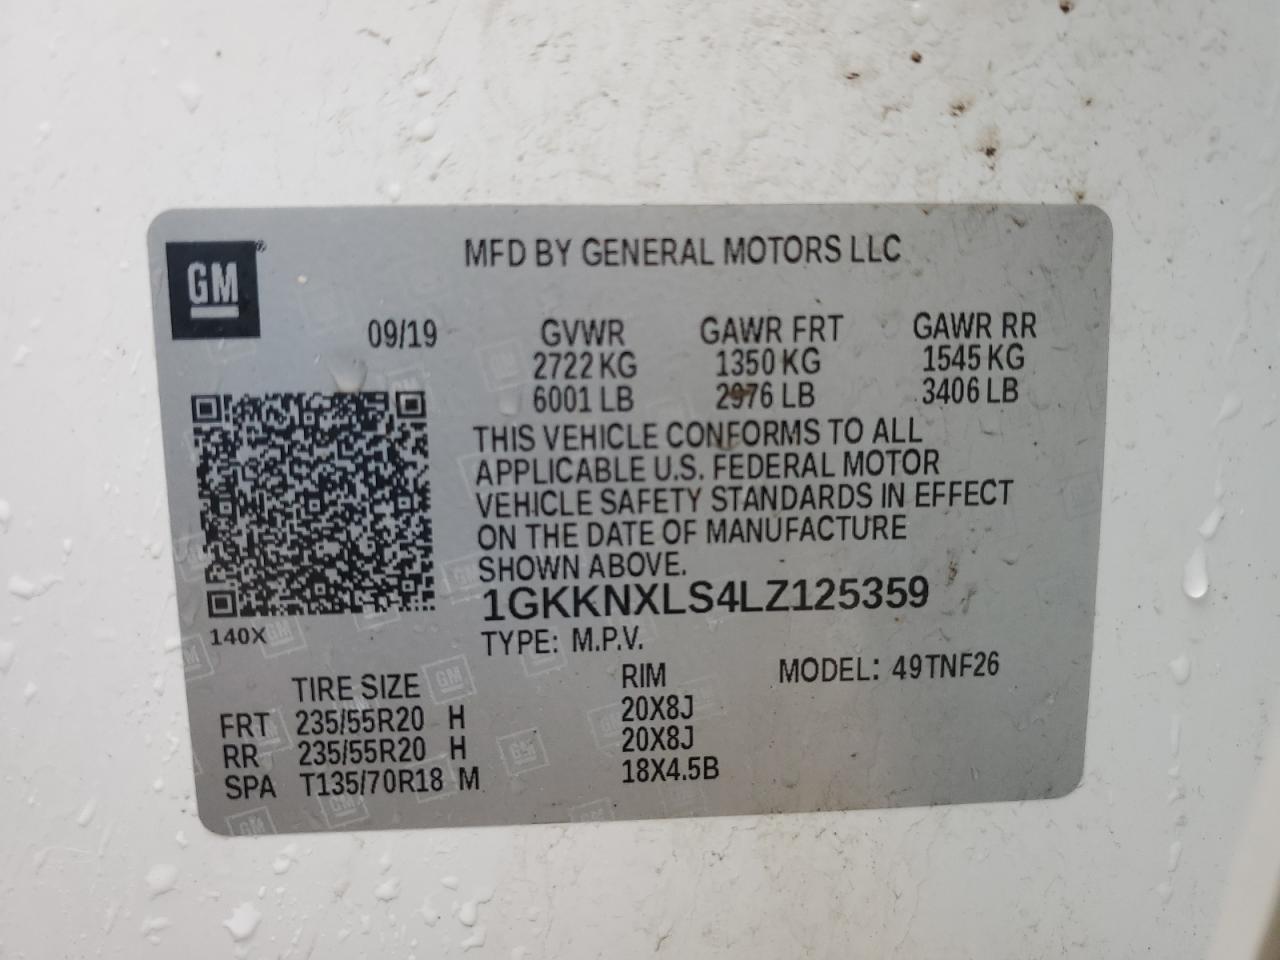 GM
MFD BY GENERAL MOTORS LLC
09/19 GVWR GAWR FRT GAWR RR
2722 KG 1350 KG 1545 KG
6001 LB 2976 LB 3406 LB
THIS VEHICLE CONFORMS TO ALL
APPLICABLE U.S. FEDERAL MOTOR
VEHICLE SAFETY STANDARDS IN EFFECT
ON THE DATE OF MANUFACTURE
SHOWN ABOVE.
1GKKNXLS4LZ125359
140X
TYPE: M.P.V.
TIRE SIZE RIM MODEL: 49TNF26
FRT 235/55R20 H 20X8J
RR 235/55R20 H 20X8J
SPA T135/70R18 M 18X4.5B